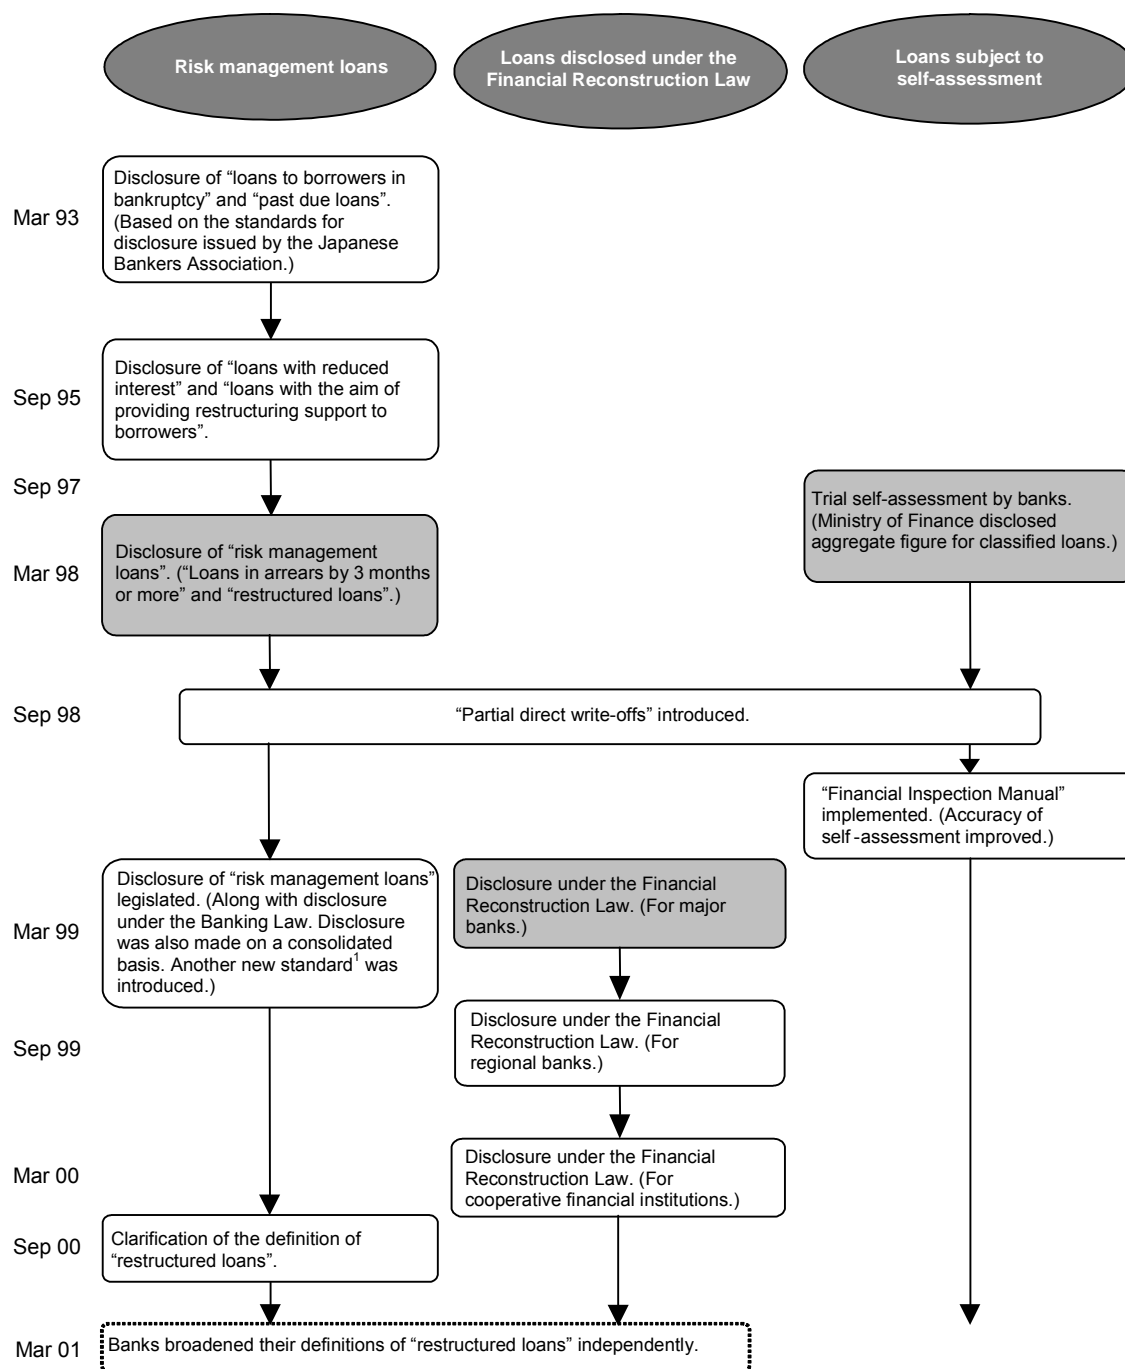 Risk management loans
Loans disclosed under the
Financial Reconstruction Law
Loans subject to
self-assessment
Mar 93
Disclosure of “loans to borrowers in
bankruptcy” and “past due loans”.
(Based on the standards for
disclosure issued by the Japanese
Bankers Association.)
Sep 95
Disclosure of “loans with reduced
interest” and “loans with the aim of
providing restructuring support to
borrowers”.
Sep 97
Trial self-assessment by banks.
(Ministry of Finance disclosed
aggregate figure for classified loans.)
Mar 98
Disclosure of “risk management
loans”. (“Loans in arrears by 3 months
or more” and “restructured loans”.)
Sep 98
“Partial direct write-offs” introduced.
“Financial Inspection Manual”
implemented. (Accuracy of
self-assessment improved.)
Mar 99
Disclosure of “risk management loans”
legislated. (Along with disclosure
under the Banking Law. Disclosure
was also made on a consolidated
basis. Another new standard1 was
introduced.)
Disclosure under the Financial
Reconstruction Law. (For major
banks.)
Sep 99
Disclosure under the Financial
Reconstruction Law. (For
regional banks.)
Mar 00
Disclosure under the Financial
Reconstruction Law. (For
cooperative financial institutions.)
Sep 00
Clarification of the definition of
“restructured loans”.
Mar 01
Banks broadened their definitions of “restructured loans” independently.